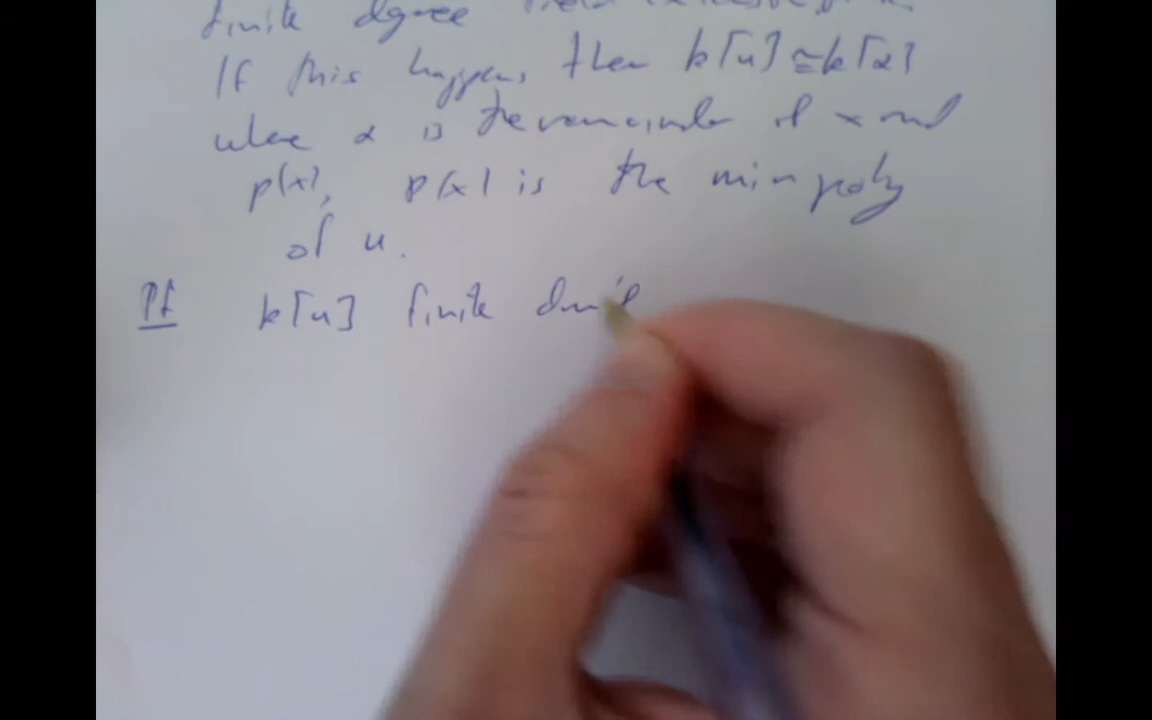 finite degree field
If this happens, then k[u] ≅ k[α]
where α is the remainder of x mod
p(x), p(x) is the min poly
of u.
Pf k[u] finite dim'l